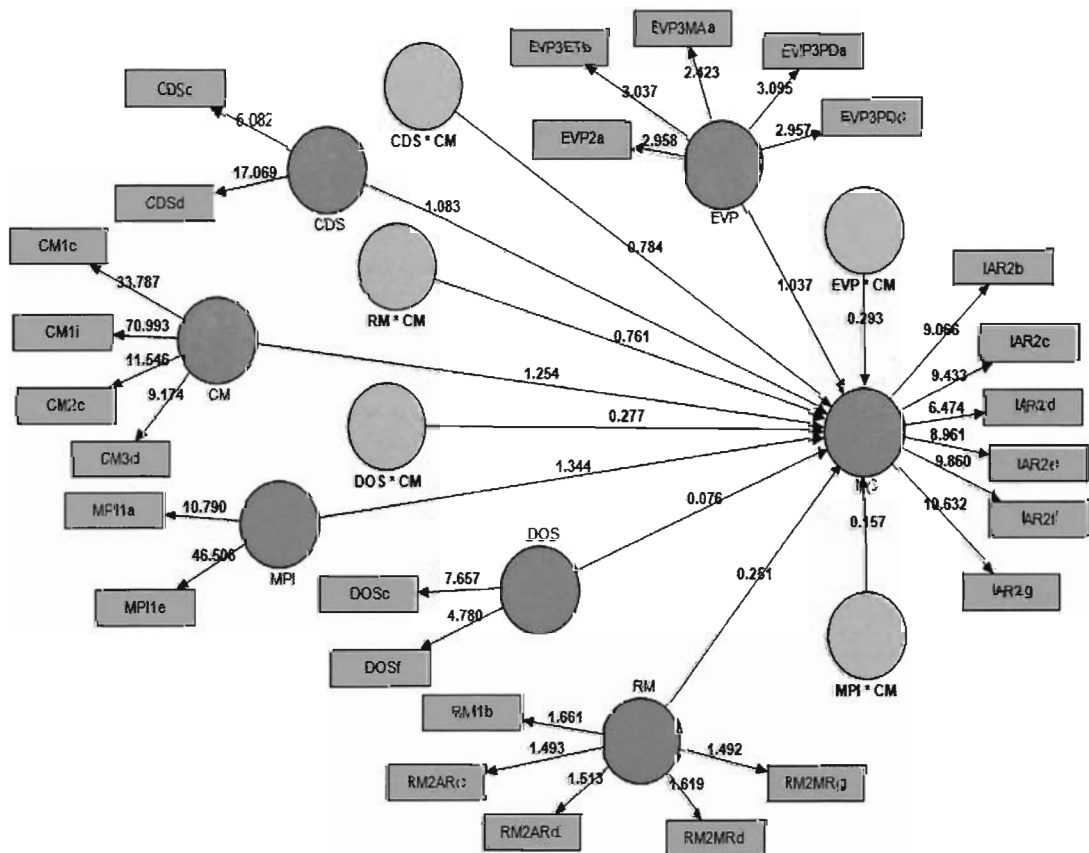 EVP3MAa
EVP3ETb
EVP3PDa
2.423
CDSc
3.037
3.095
6.082
EVP3PDc
CDS * CM
EVP2a
2.958
2.957
17.069
CDSd
CDS
1.083
EVP
CM1c
0.784
IAR2b
33.787
EVP * CM
1.037
RM * CM
9.066
CM1i
70.993
0.293
IAR2c
0.761
11.546
9.433
CM2c
9.174
CM
1.254
IAR2d
6.474
0.277
8.961
CM3d
IAR2e
DOS * CM
1.344
9.860
MPI1a
10.790
10.632
IAR2f
0.076
0.157
DOS
46.506
MPI
0.251
7.657
IAR2g
DOSc
MPI1e
4.780
DOSf
RM
MPI * CM
RM1b
1.661
1.493
1.492
RM2ARc
1.513
1.619
RM2MRg
RM2ARd
RM2MRd